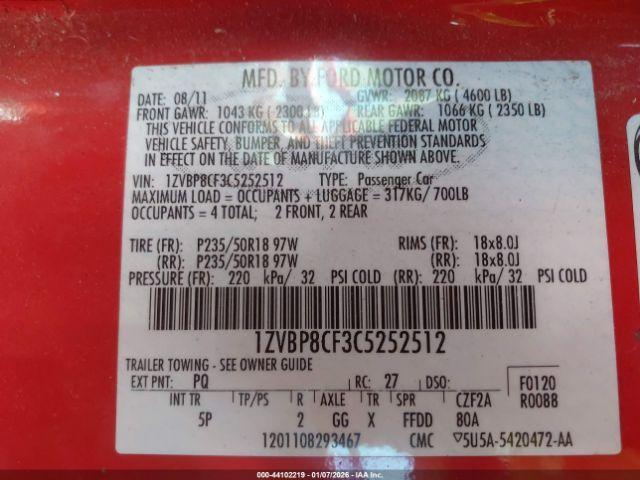 MFD. BY FORD MOTOR CO.
DATE: 08/11 GVWR: 2087 KG ( 4600 LB)
FRONT GAWR: 1043 KG ( 2300 LB) REAR GAWR: 1066 KG ( 2350 LB)
THIS VEHICLE CONFORMS TO ALL APPLICABLE FEDERAL MOTOR
VEHICLE SAFETY, BUMPER, AND THEFT PREVENTION STANDARDS
IN EFFECT ON THE DATE OF MANUFACTURE SHOWN ABOVE.
VIN: 1ZVBP8CF3C5252512 TYPE: Passenger Car
MAXIMUM LOAD = OCCUPANTS + LUGGAGE = 317KG/ 700LB
OCCUPANTS = 4 TOTAL; 2 FRONT, 2 REAR
TIRE (FR): P235/50R18 97W RIMS (FR): 18x8.0J
(RR): P235/50R18 97W (RR): 18x8.0J
PRESSURE (FR): 220 kPa/ 32 PSI COLD (RR): 220 kPa/ 32 PSI COLD
1ZVBP8CF3C5252512
TRAILER TOWING - SEE OWNER GUIDE
EXT PNT: PQ RC: 27 DSO: F0120
INT TR TP/PS R AXLE TR SPR CZF2A R0088
5P 2 GG X FFDD 80A
1201108293467 CMC ▽5U5A-5420472-AA
000-44102219 - 01/07/2026 - IAAI.COM